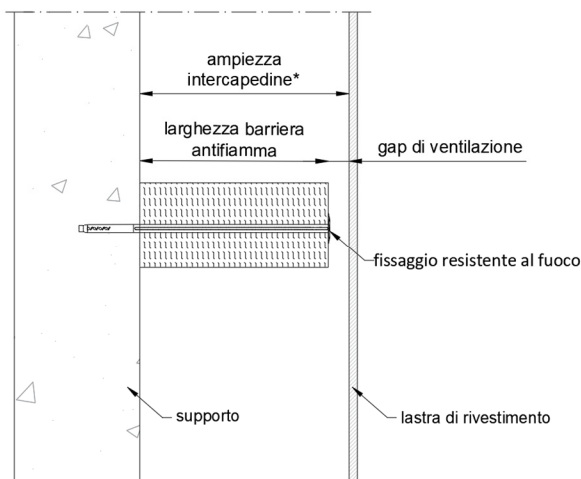 ampiezza
intercapedine*
larghezza barriera
antifiamma
gap di ventilazione
fissaggio resistente al fuoco
supporto
lastra di rivestimento